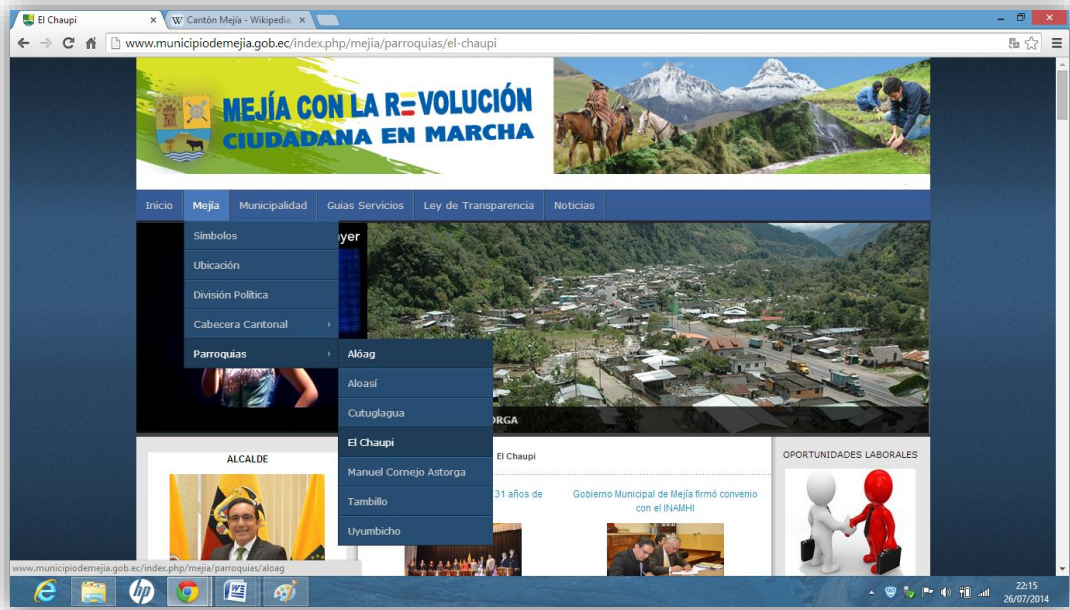 El Chaupi
Cantón Mejía - Wikipedia,
www.municipiodemejia.gob.ec/index.php/mejia/parroquias/el-chaupi
MEJÍA CON LA REVOLUCIÓN
CIUDADANA EN MARCHA
Inicio Mejía Municipalidad Guias Servicios Ley de Transparencia Noticias
Símbolos
yer
Ubicación
División Política
Cabecera Cantonal
Parroquias
Alóag
Aloasí
Cutuglagua
ORGA
El Chaupi
Manuel Cornejo Astorga
Tambillo
Uyumbicho
ALCALDE
El Chaupi
31 años de
Gobierno Municipal de Mejía firmó convenio
con el INAMHI
OPORTUNIDADES LABORALES
www.municipiodemejia.gob.ec/index.php/mejia/parroquias/aloag
22:15
26/07/2014